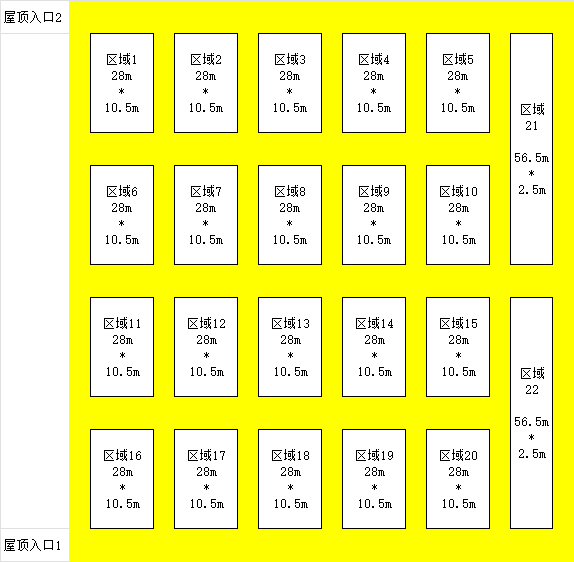 屋顶入口2
区域1
28m
*
10.5m
区域2
28m
*
10.5m
区域3
28m
*
10.5m
区域4
28m
*
10.5m
区域5
28m
*
10.5m
区域
21
56.5m
*
2.5m
区域6
28m
*
10.5m
区域7
28m
*
10.5m
区域8
28m
*
10.5m
区域9
28m
*
10.5m
区域10
28m
*
10.5m
区域11
28m
*
10.5m
区域12
28m
*
10.5m
区域13
28m
*
10.5m
区域14
28m
*
10.5m
区域15
28m
*
10.5m
区域
22
56.5m
*
2.5m
区域16
28m
*
10.5m
区域17
28m
*
10.5m
区域18
28m
*
10.5m
区域19
28m
*
10.5m
区域20
28m
*
10.5m
屋顶入口1